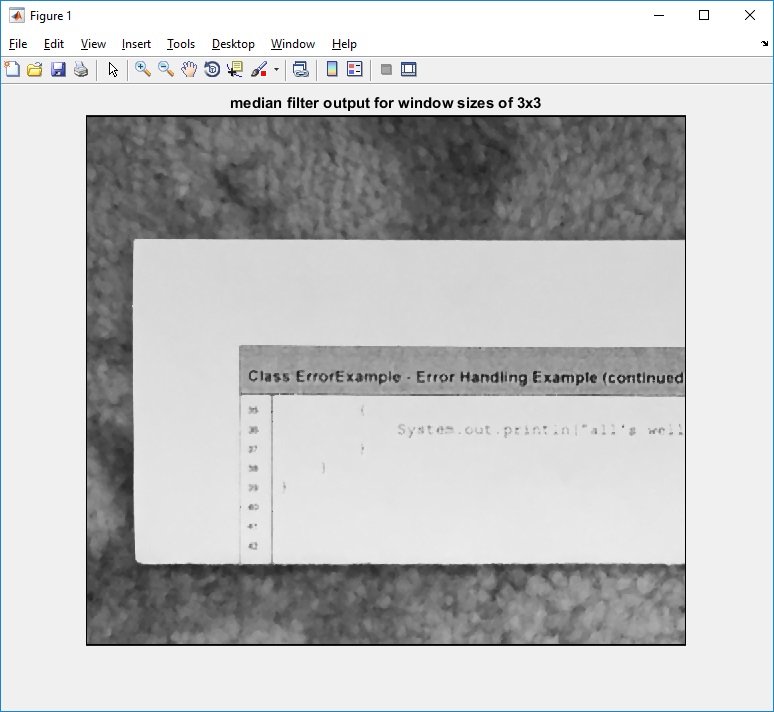 Figure 1
File Edit View Insert Tools Desktop Window Help
median filter output for window sizes of 3x3
Class ErrorExample - Error Handling Example (continued
35 {
36 System.out.println("all's well
37 }
38 }
39 }
40
41
42